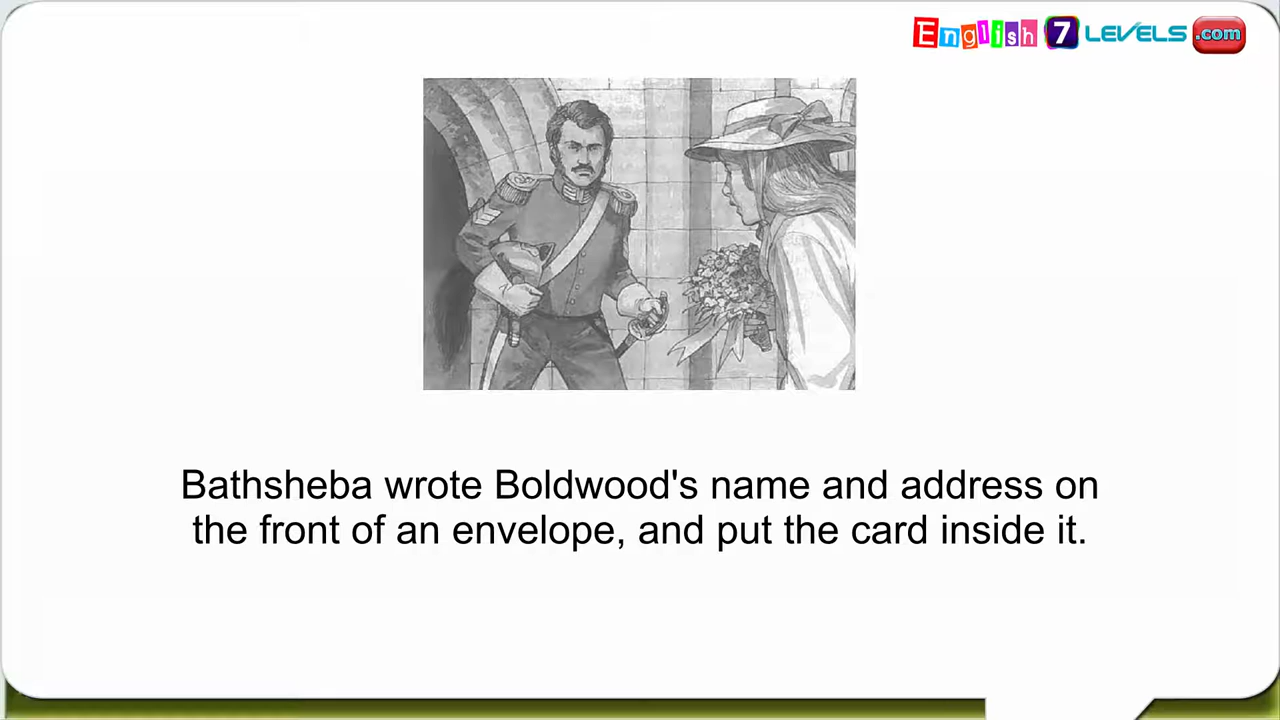 English 7 LEVELS .com
Bathsheba wrote Boldwood's name and address on
the front of an envelope, and put the card inside it.